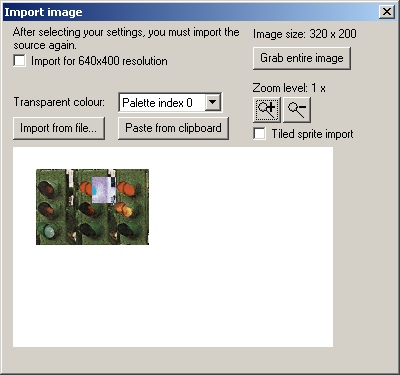 Import image
After selecting your settings, you must import the
source again.
Import for 640x400 resolution
Image size: 320 x 200
Grab entire image
Zoom level: 1 x
Transparent colour:
Palette index 0
Import from file...
Paste from clipboard
Tiled sprite import